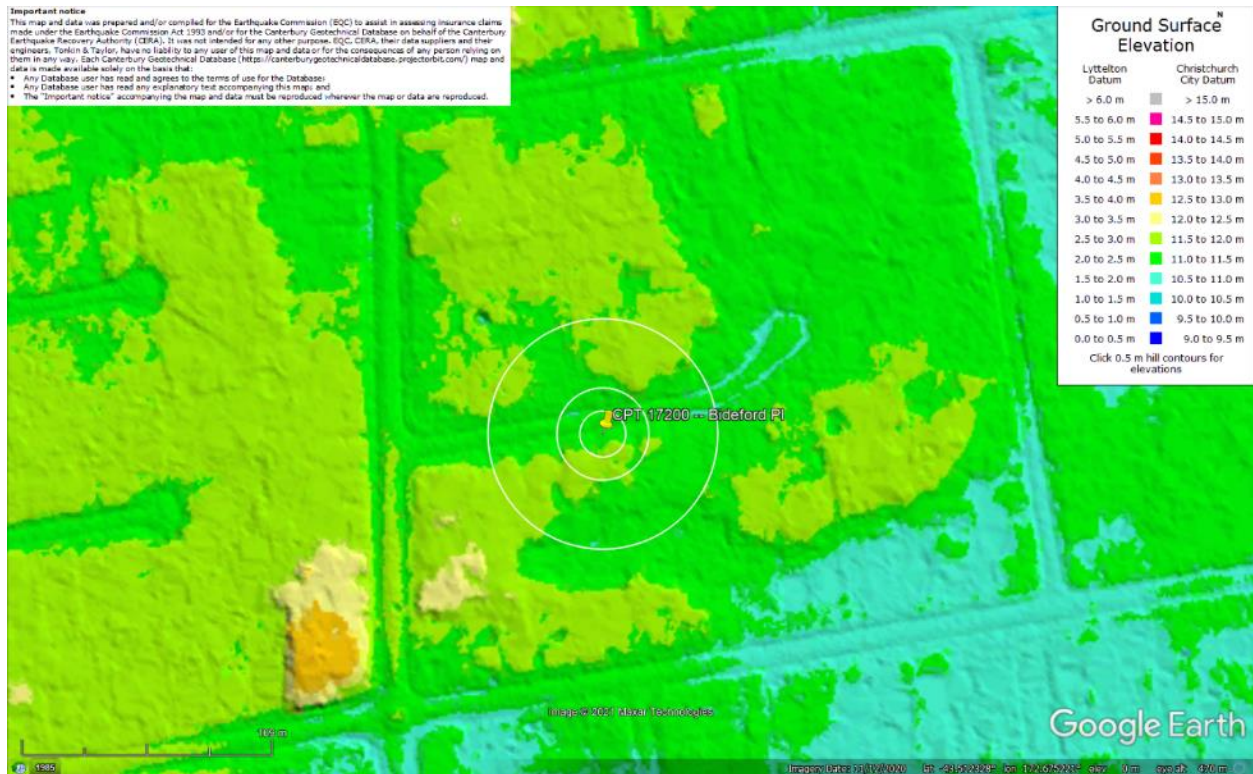 Important notice
This map and data was prepared and/or compiled for the Earthquake Commission (EQC) to assist in assessing insurance claims
made under the Earthquake Commission Act 1993 and/or for the Canterbury Geotechnical Database on behalf of the Canterbury
Earthquake Recovery Authority (CERA). It was not intended for any other purpose. EQC, CERA, their data suppliers and their
engineers, Tonkin & Taylor, have no liability to any user of this map and data or for the consequences of any person relying on
them in any way. Each Canterbury Geotechnical Database (https://canterburygeotechnicaldatabase.projectorbit.com/) map and
data is made available solely on the basis that:
• Any Database user has read and agrees to the terms of use for the Database;
• Any Database user has read any explanatory text accompanying this map; and
• The "Important notice" accompanying the map and data must be reproduced wherever the map or data are reproduced.
N
Ground Surface
Elevation
Lyttelton Datum Christchurch City Datum
> 6.0 m > 15.0 m
5.5 to 6.0 m 14.5 to 15.0 m
5.0 to 5.5 m 14.0 to 14.5 m
4.5 to 5.0 m 13.5 to 14.0 m
4.0 to 4.5 m 13.0 to 13.5 m
3.5 to 4.0 m 12.5 to 13.0 m
3.0 to 3.5 m 12.0 to 12.5 m
2.5 to 3.0 m 11.5 to 12.0 m
2.0 to 2.5 m 11.0 to 11.5 m
1.5 to 2.0 m 10.5 to 11.0 m
1.0 to 1.5 m 10.0 to 10.5 m
0.5 to 1.0 m 9.5 to 10.0 m
0.0 to 0.5 m 9.0 to 9.5 m
Click 0.5 m hill contours for
elevations
CPT 17200 -- Bideford Pl
Image © 2021 Maxar Technologies
Google Earth
1985
Imagery Date: lat lon elev 0 m eye alt 470 m